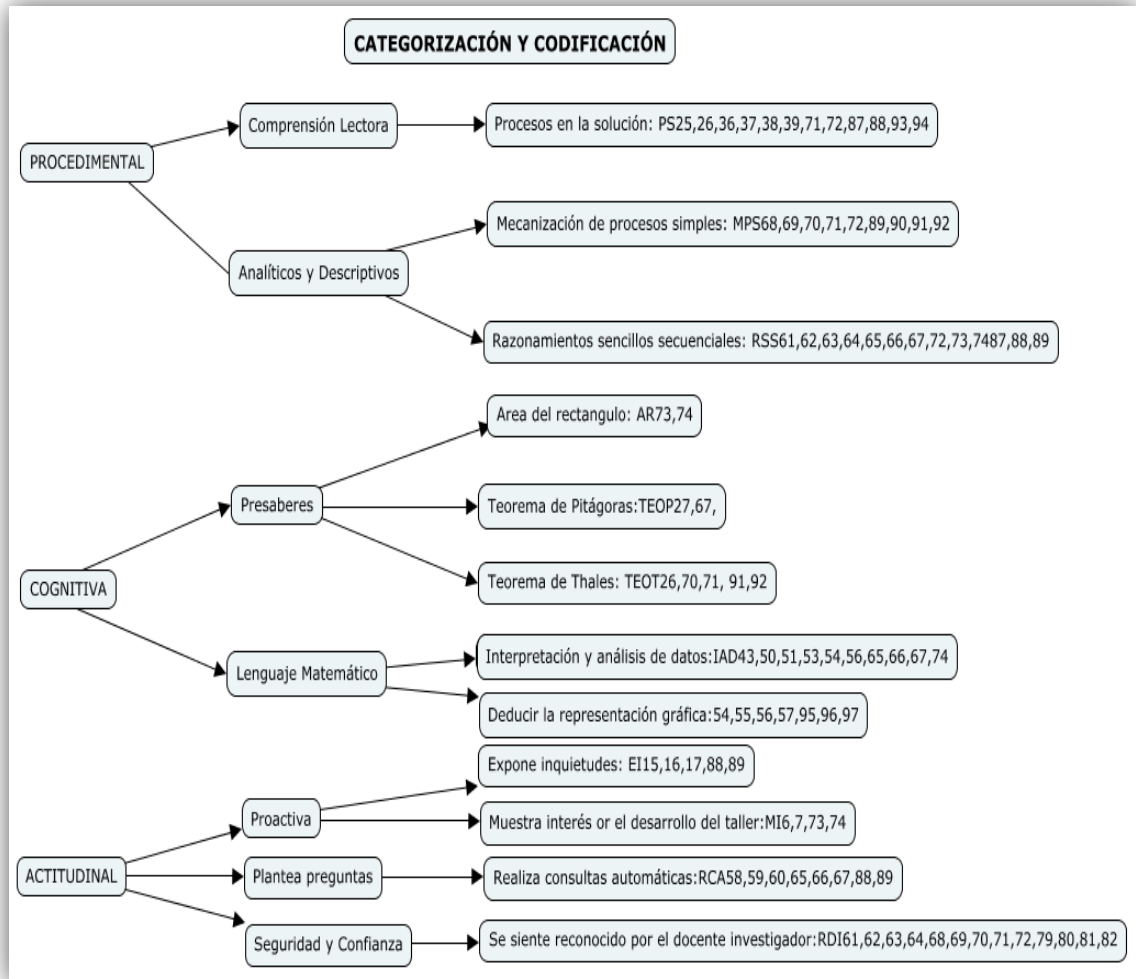 CATEGORIZACIÓN Y CODIFICACIÓN
PROCEDIMENTAL
Comprensión Lectora
Procesos en la solución: PS25,26,36,37,38,39,71,72,87,88,93,94
Analíticos y Descriptivos
Mecanización de procesos simples: MPS68,69,70,71,72,89,90,91,92
Razonamientos sencillos secuenciales: RSS61,62,63,64,65,66,67,72,73,7487,88,89
COGNITIVA
Presaberes
Area del rectangulo: AR73,74
Teorema de Pitágoras:TEOP27,67,
Teorema de Thales: TEOT26,70,71, 91,92
Lenguaje Matemático
Interpretación y análisis de datos:IAD43,50,51,53,54,56,65,66,67,74
Deducir la representación gráfica:54,55,56,57,95,96,97
ACTITUDINAL
Proactiva
Expone inquietudes: EI15,16,17,88,89
Muestra interés or el desarrollo del taller:MI6,7,73,74
Plantea preguntas
Realiza consultas automáticas:RCA58,59,60,65,66,67,88,89
Seguridad y Confianza
Se siente reconocido por el docente investigador:RDI61,62,63,64,68,69,70,71,72,79,80,81,82